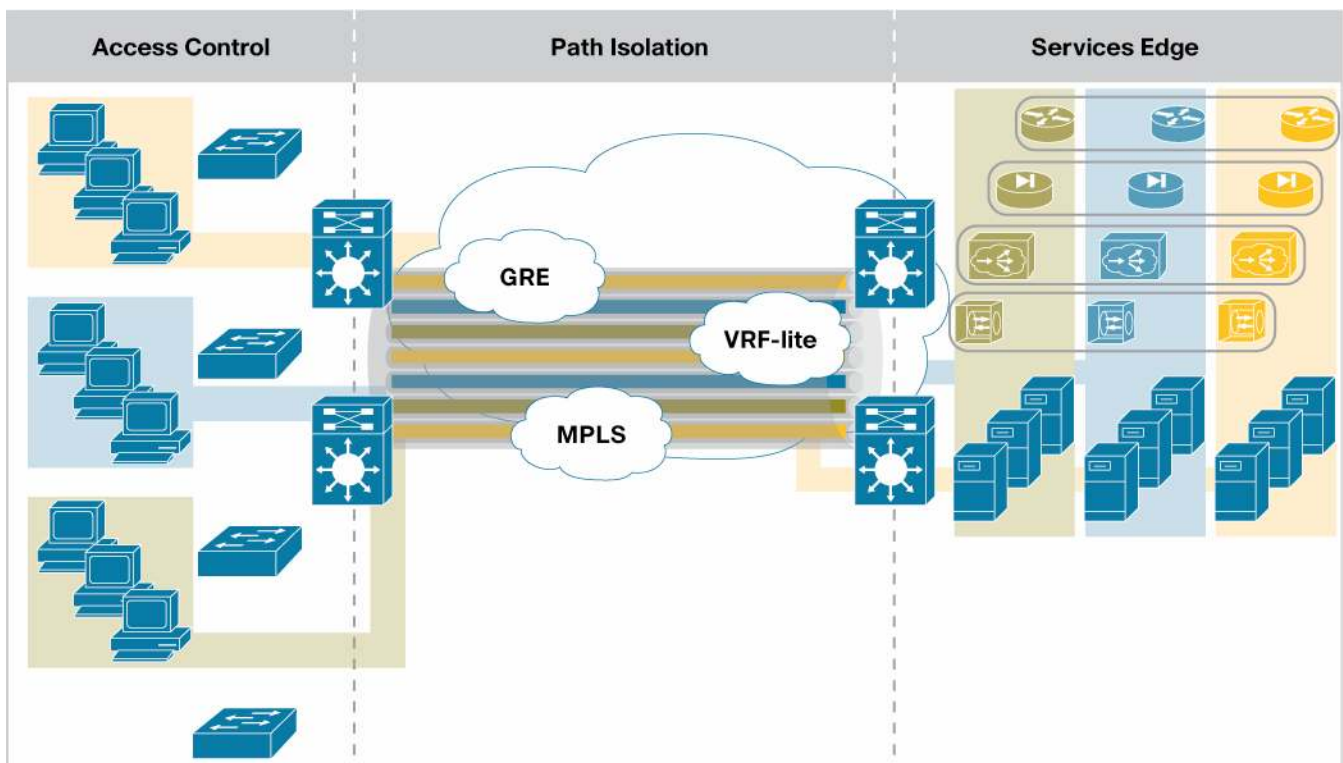 Access Control
Path Isolation
Services Edge
GRE
VRF-lite
MPLS